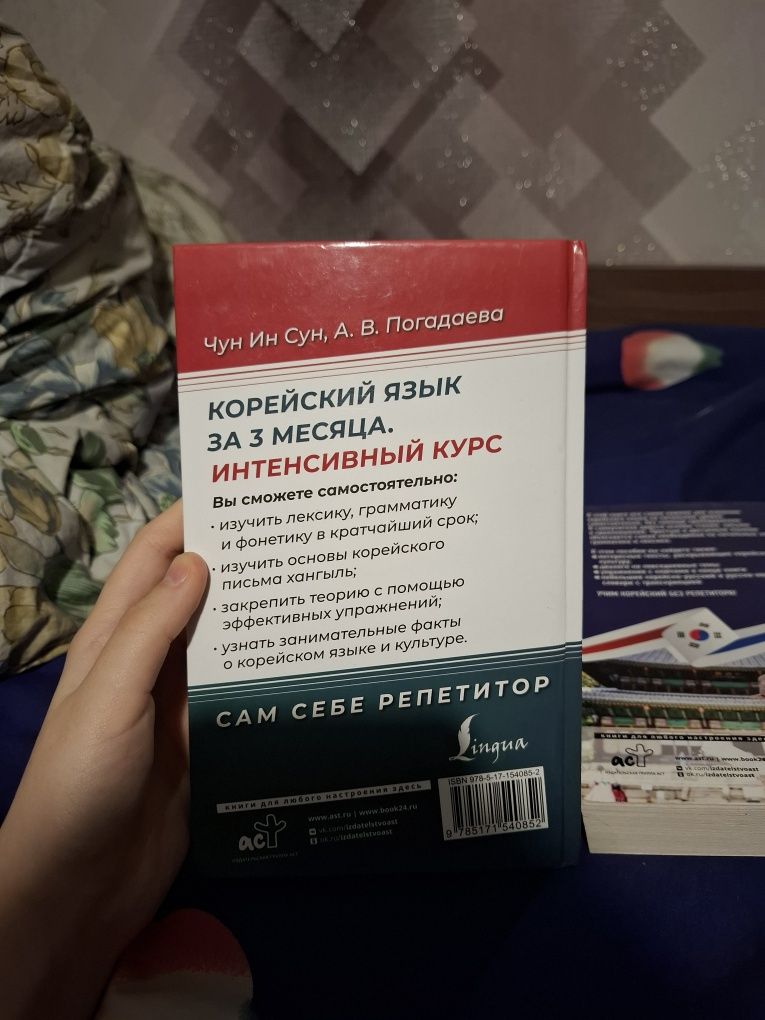 Чун Ин Сун, А. В. Погадаева
КОРЕЙСКИЙ ЯЗЫК
ЗА 3 МЕСЯЦА.
ИНТЕНСИВНЫЙ КУРС
Вы сможете самостоятельно:
· изучить лексику, грамматику
и фонетику в кратчайший срок;
· изучить основы корейского
письма хангыль;
· закрепить теорию с помощью
эффективных упражнений;
· узнать занимательные факты
о корейском языке и культуре.
САМ СЕБЕ РЕПЕТИТОР
Lingua
ISBN 978-5-17-154085-2
9 785171 540852
книги для любого настроения здесь
www.ast.ru | www.book24.ru
vk.com/izdatelstvoast
ok.ru/izdatelstvoast
аст
УЧИМ КОРЕЙСКИЙ БЕЗ РЕПЕТИТОРА!
книги для любого настроения здесь
аст
www.ast.ru | www.book24
vk.com/izdatelstvoast
ok.ru/izdatelstvoast